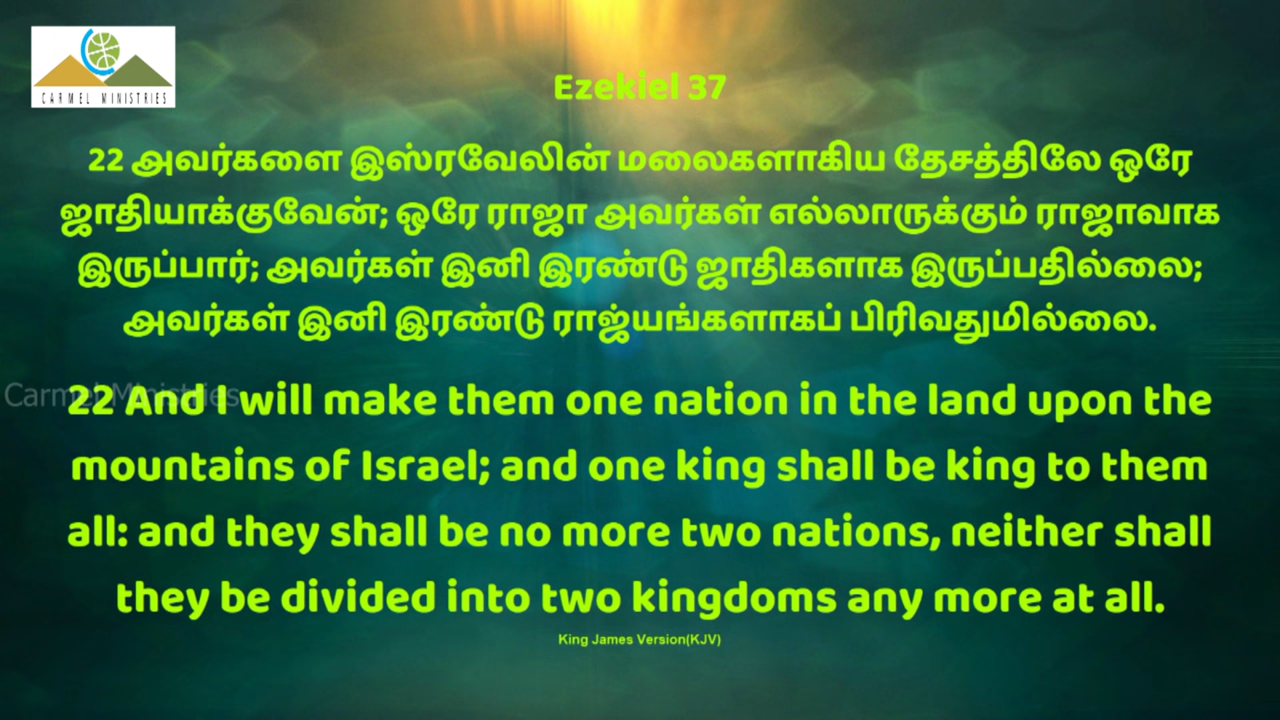 CARMEL MINISTRIES
Ezekiel 37
22 அவர்களை இஸ்ரவேலின் மலைகளாகிய தேசத்திலே ஒரே
ஜாதியாக்குவேன்; ஒரே ராஜா அவர்கள் எல்லாருக்கும் ராஜாவாக
இருப்பார்; அவர்கள் இனி இரண்டு ஜாதிகளாக இருப்பதில்லை;
அவர்கள் இனி இரண்டு ராஜ்யங்களாகப் பிரிவதுமில்லை.
Carmel Ministries
22 And I will make them one nation in the land upon the
mountains of Israel; and one king shall be king to them
all: and they shall be no more two nations, neither shall
they be divided into two kingdoms any more at all.
King James Version(KJV)